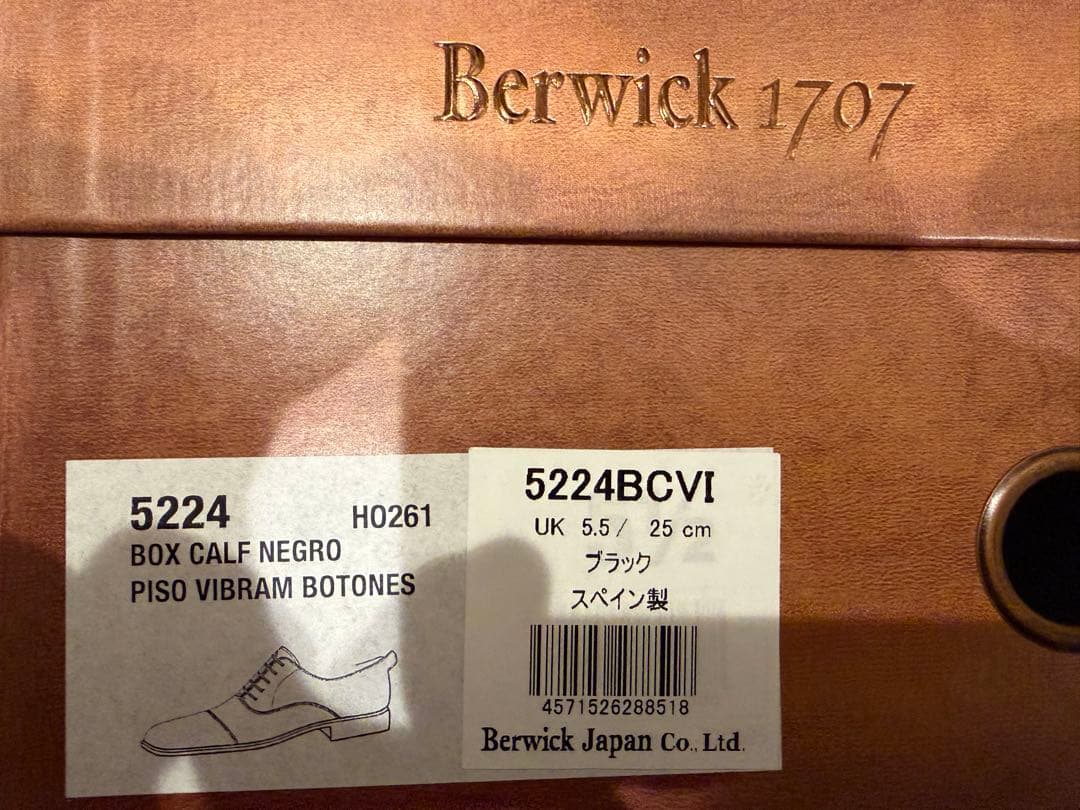 Berwick 1707
5224 HO261
BOX CALF NEGRO
PISO VIBRAM BOTONES
5224BCVI
UK 5.5/ 25 cm
ブラック
スペイン製
4571526288518
Berwick Japan Co., Ltd.